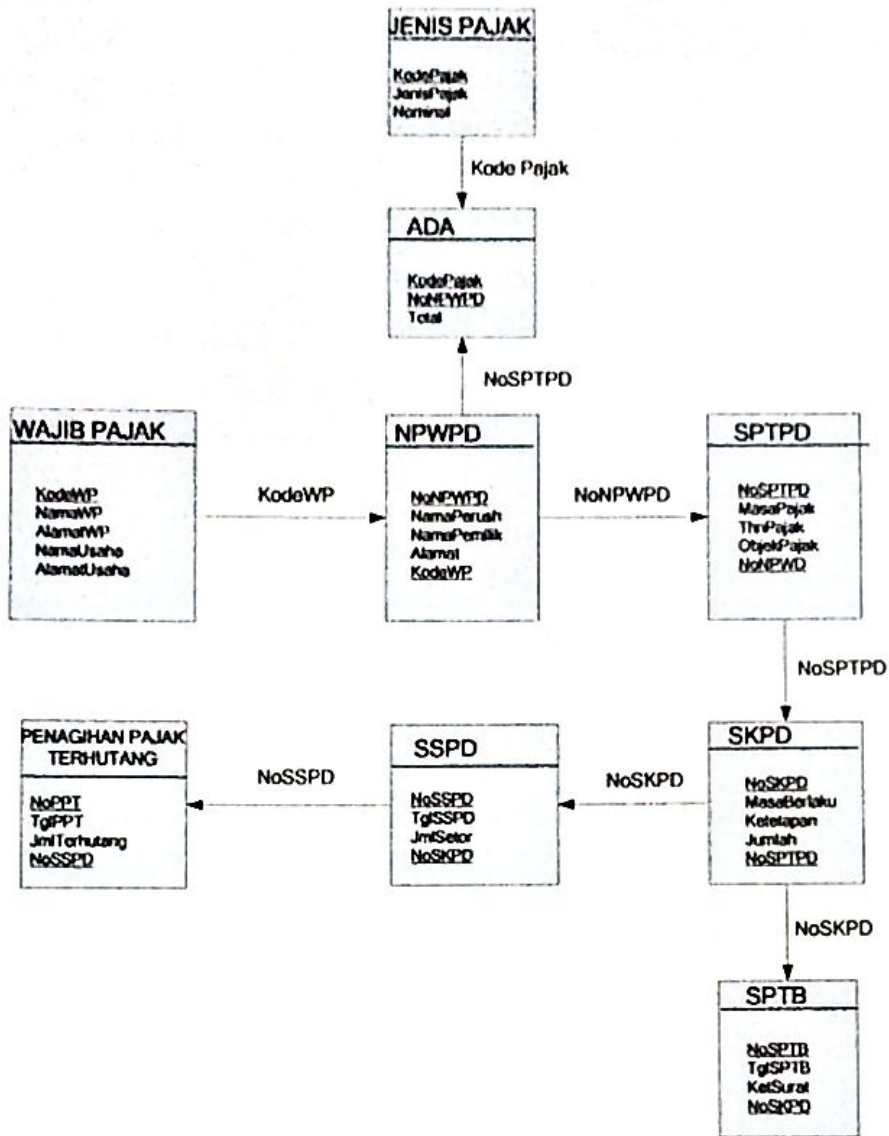 JENIS PAJAK
KodePajak
JenisPajak
Nominal
Kode Pajak
ADA
KodePajak
NoNPWPD
Total
NoSPTPD
WAJIB PAJAK
KodeWP
NamaWP
AlamatWP
NamaUsaha
AlamatUsaha
KodeWP
NPWPD
NoNPWPD
NamaPerush
NamaPemilik
Alamat
KodeWP
NoNPWPD
SPTPD
NoSPTPD
MasaPajak
ThnPajak
ObjekPajak
NoNPWD
NoSPTPD
PENAGIHAN PAJAK
TERHUTANG
NoPPT
TglPPT
JmlTerhutang
NoSSPD
NoSSPD
SSPD
NoSSPD
TglSSPD
JmlSetor
NoSKPD
NoSKPD
SKPD
NoSKPD
MasaBerlaku
Ketetapan
Jumlah
NoSPTPD
NoSKPD
SPTB
NoSPTB
TglSPTB
KetSurat
NoSKPD